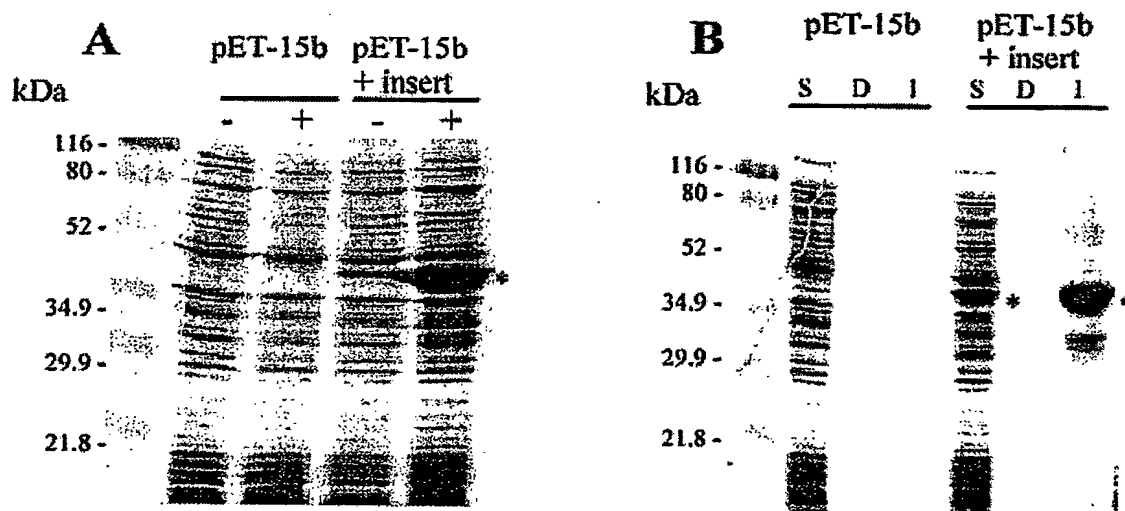 A
pET-15b
pET-15b
+ insert
kDa
- + - +
116 -
80 -
52 -
34.9 -
29.9 -
21.8 -
*
B
pET-15b
pET-15b
+ insert
kDa
S D I
S D I
116 -
80 -
52 -
34.9 -
29.9 -
21.8 -
*